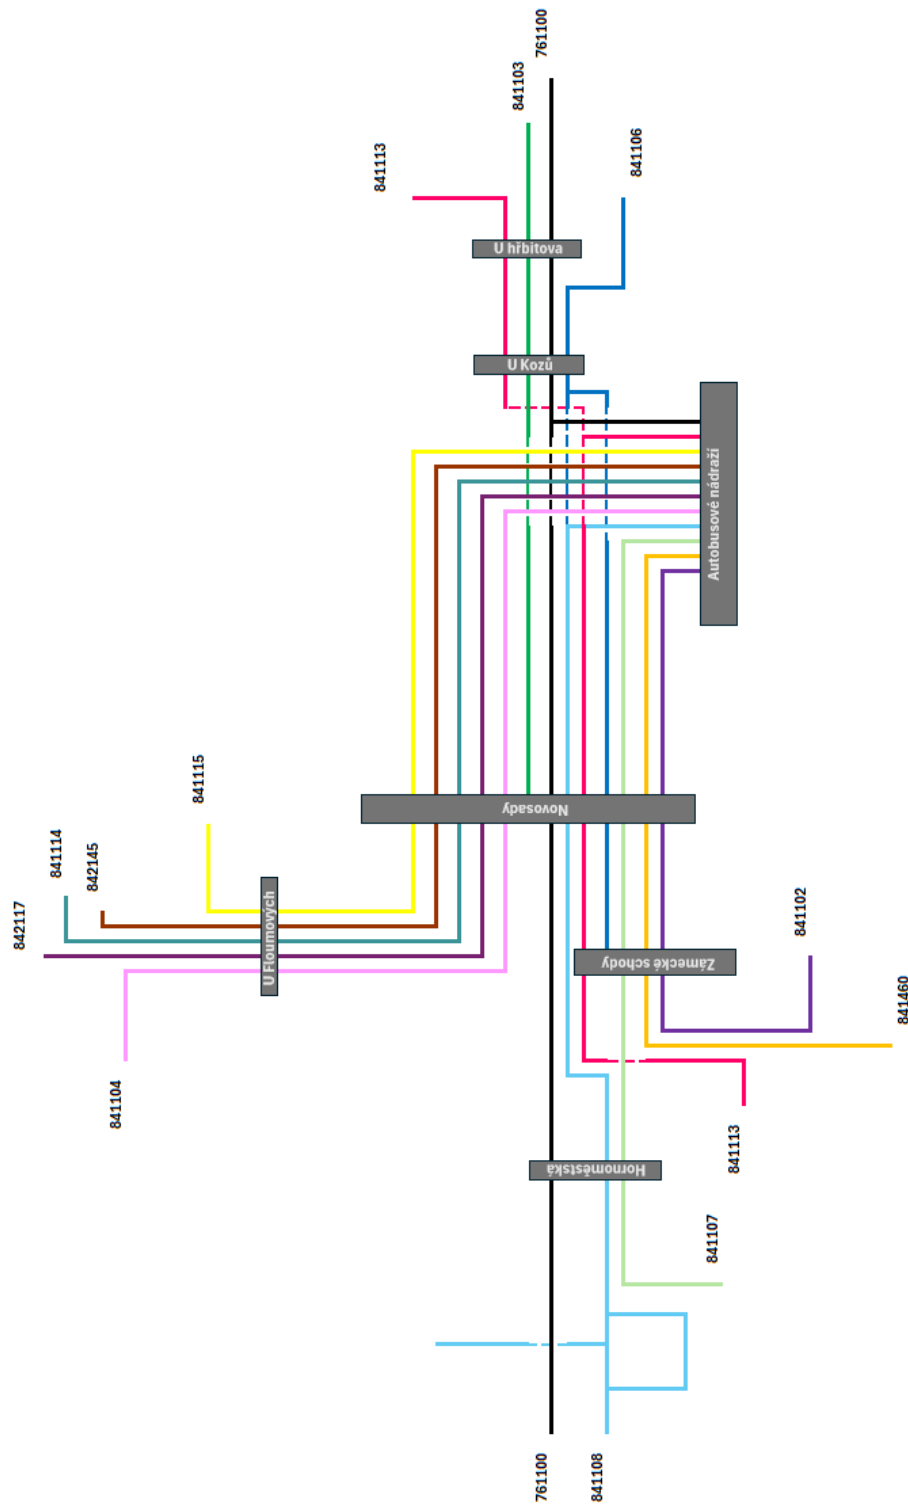 761100
841103
841113
841106
U hřbitova
U Kozů
Autobusové nádraží
841115
Novosady
841114
842145
842117
U Floumových
841102
Zámecké schody
841460
841104
841113
Hornoměstská
841107
761100
841108